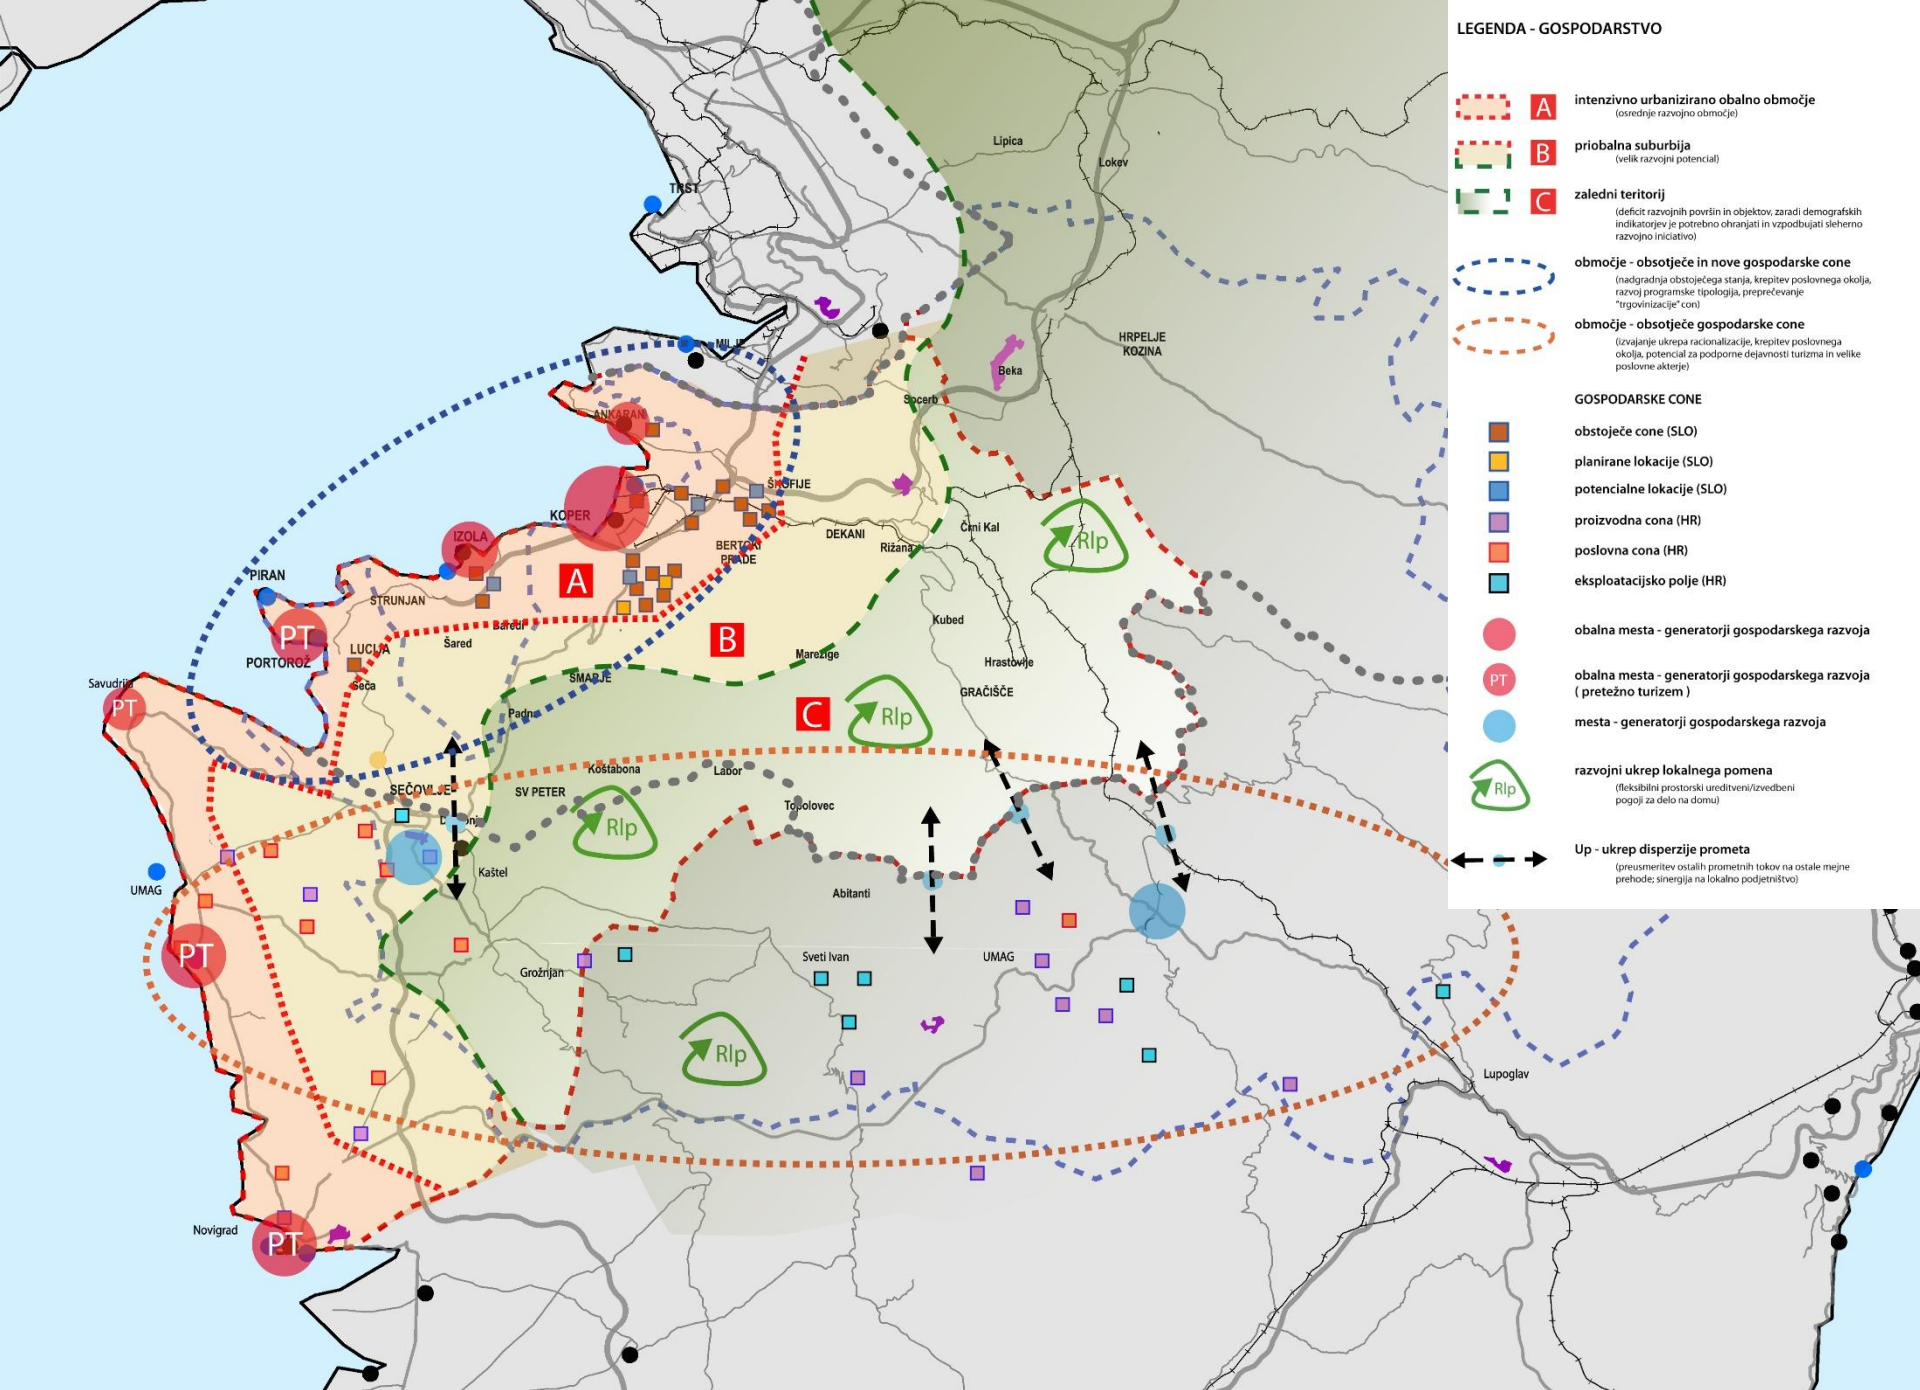 LEGENDA - GOSPODARSTVO
A
intenzivno urbanizirano obalno območje
(osrednje razvojno območje)
B
priobalna suburbija
(velik razvojni potencial)
C
zaledni teritorij
(deficit razvojnih površin in objektov, zaradi demografskih
indikatorjev je potrebno ohranjati in vzpodbujati sleherno
razvojno iniciativo)
območje - obsotječe in nove gospodarske cone
(nadgradnja obstoječega stanja, krepitev poslovnega okolja,
razvoj programske tipologija, preprečevanje
"trgovinizacije" con)
območje - obsotječe gospodarske cone
(izvajanje ukrepa racionalizacije, krepitev poslovnega
okolja, potencial za podporne dejavnosti turizma in velike
poslovne akterje)
GOSPODARSKE CONE
obstoječe cone (SLO)
planirane lokacije (SLO)
potencialne lokacije (SLO)
proizvodna cona (HR)
poslovna cona (HR)
eksploatacijsko polje (HR)
obalna mesta - generatorji gospodarskega razvoja
PT
obalna mesta - generatorji gospodarskega razvoja
( pretežno turizem )
mesta - generatorji gospodarskega razvoja
Rlp
razvojni ukrep lokalnega pomena
(fleksibilni prostorski ureditveni/izvedbeni
pogoji za delo na domu)
Up - ukrep disperzije prometa
(preusmeritev ostalih prometnih tokov na ostale mejne
prehode; sinergija na lokalno podjetništvo)
Lipica
Lokev
TRST
MILJE
HRPELJE
KOZINA
Beka
Socerb
ANKARAN
ŠKOFIJE
KOPER
Črni Kal
DEKANI
Rižana
IZOLA
BERTOKI
PRADE
Rlp
PIRAN
A
STRUNJAN
Kubed
PT
Baredi
Šared
B
LUCIJA
Marezige
PORTOROŽ
Hrastovlje
ŠMARJE
Seča
Savudrija
GRAČIŠČE
PT
C
Rlp
Padna
Koštabona
Labor
SEČOVLJE
SV PETER
Topolovec
Rlp
Kaštel
UMAG
Abitanti
PT
Sveti Ivan
UMAG
Grožnjan
Rlp
Lupoglav
Novigrad
PT